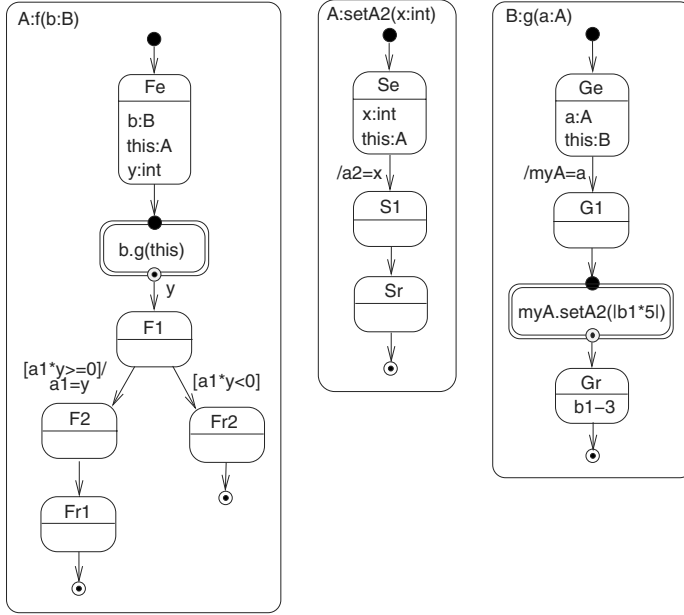 A:f(b:B)
Fe
b:B
this:A
y:int
b.g(this)
y
F1
[a1*y>=0]/
a1=y
[a1*y<0]
F2
Fr2
Fr1
A:setA2(x:int)
Se
x:int
this:A
/a2=x
S1
Sr
B:g(a:A)
Ge
a:A
this:B
/myA=a
G1
myA.setA2(|b1*5|)
Gr
b1−3